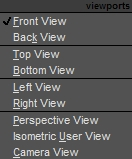 viewports
Front View
Back View
Top View
Bottom View
Left View
Right View
Perspective View
Isometric User View
Camera View